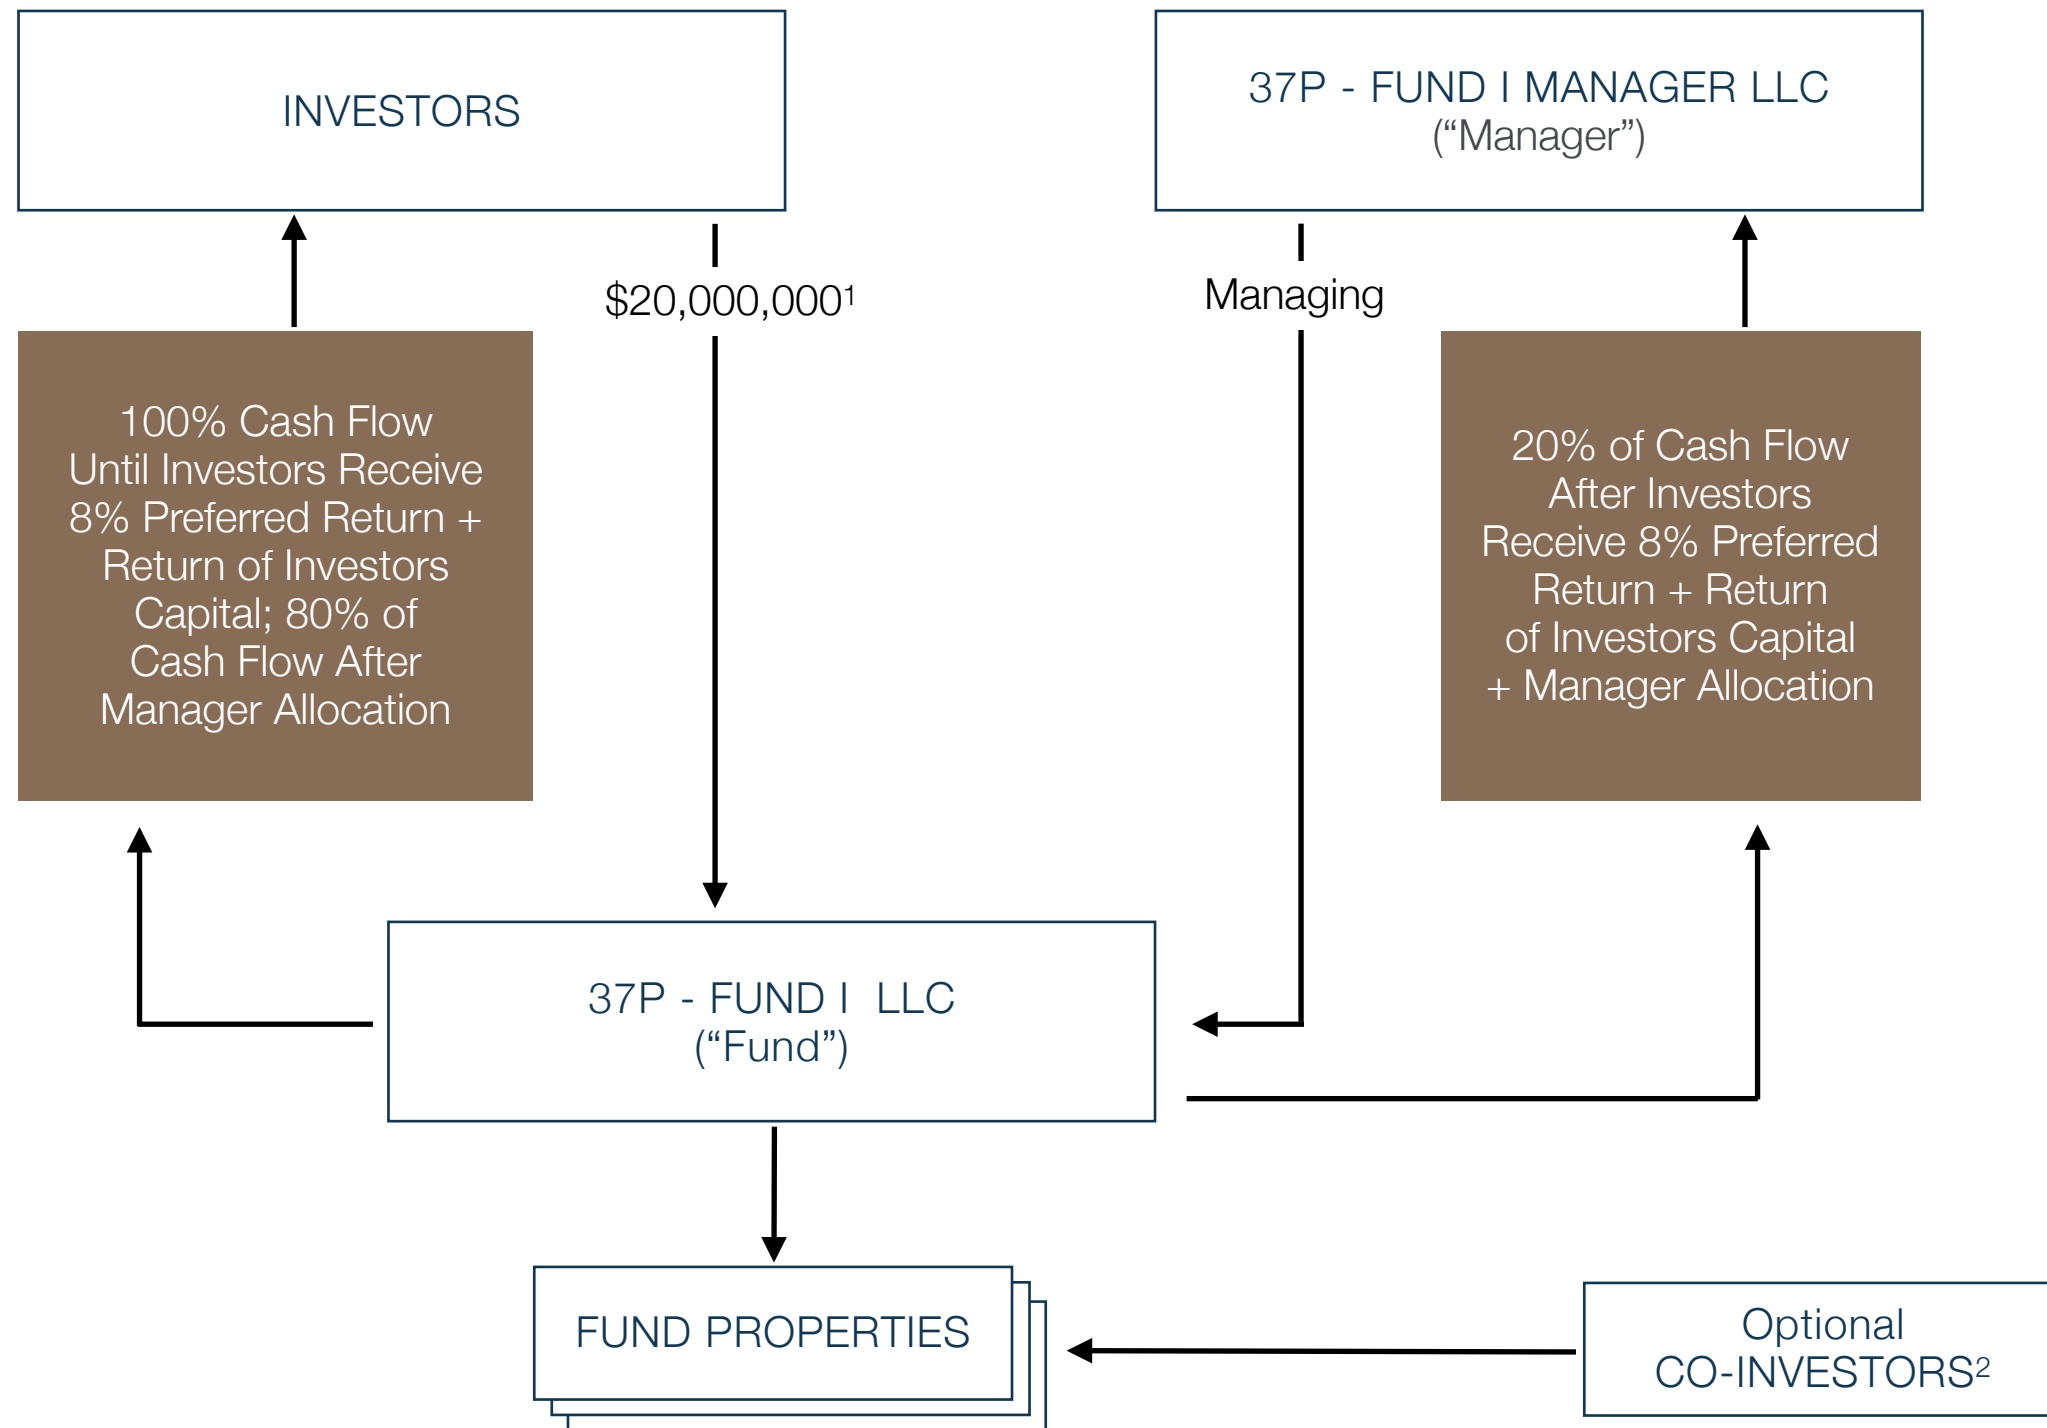 INVESTORS
37P - FUND I MANAGER LLC
(“Manager”)
$20,000,000¹
Managing
100% Cash Flow
Until Investors Receive
8% Preferred Return +
Return of Investors
Capital; 80% of
Cash Flow After
Manager Allocation
20% of Cash Flow
After Investors
Receive 8% Preferred
Return + Return
of Investors Capital
+ Manager Allocation
37P - FUND I  LLC
(“Fund”)
FUND PROPERTIES
Optional
CO-INVESTORS²